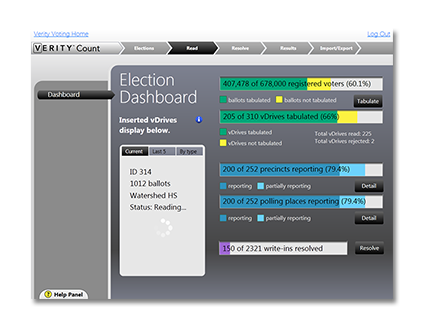 Verity Voting Home
Log Out
VERITY Count
Elections
Read
Resolve
Results
Import/Export
Dashboard
Election
Dashboard
Inserted vDrives
display below.
Current
Last 5
By type
ID 314
1012 ballots
Watershed HS
Status: Reading...
407,478 of 678,000 registered voters (60.1%)
ballots tabulated
ballots not tabulated
Tabulate
205 of 310 vDrives tabulated (66%)
vDrives tabulated
vDrives not tabulated
Total vDrives read: 225
Total vDrives rejected: 2
200 of 252 precincts reporting (79.4%)
reporting
partially reporting
Detail
200 of 252 polling places reporting (79.4%)
reporting
partially reporting
Detail
150 of 2321 write-ins resolved
Resolve
? Help Panel